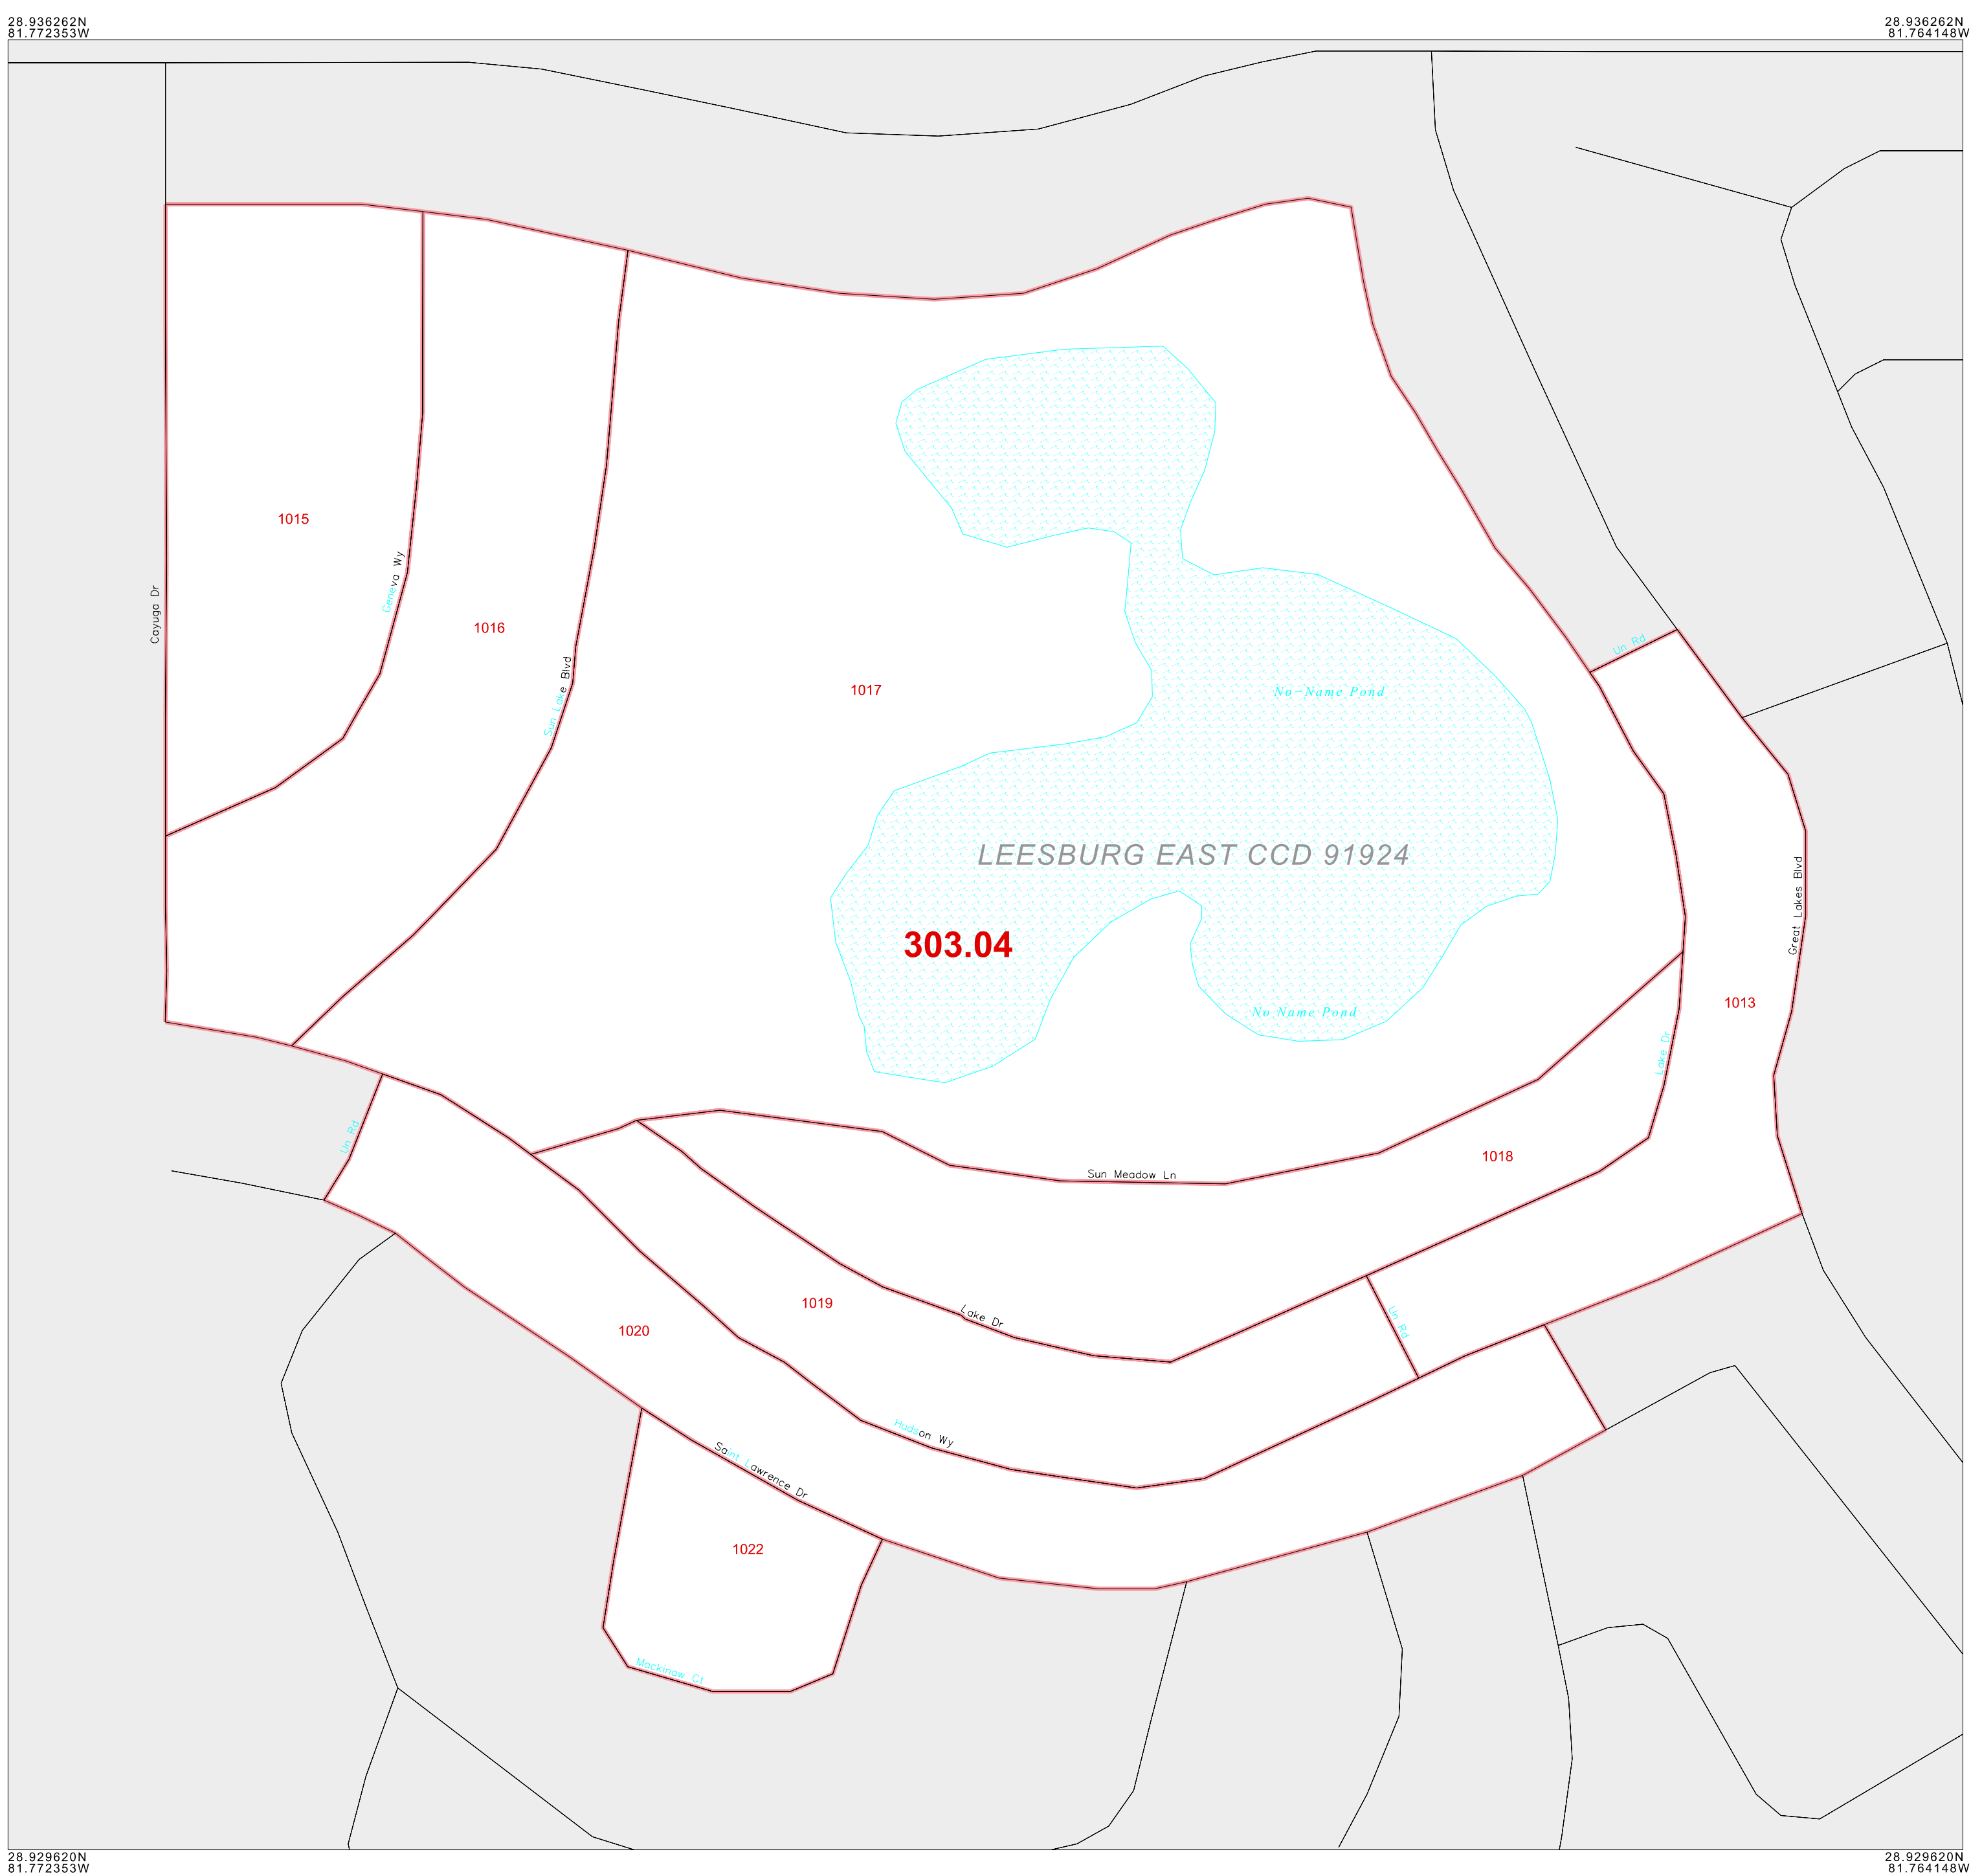 28.936262N
81.772353W
28.936262N
81.764148W
1015
Geneva Wy
Cayuga Dr
1016
Un Rd
Sun Lake Blvd
1017
No-Name Pond
LEESBURG EAST CCD 91924
Great Lakes Blvd
303.04
1013
No Name Pond
Lake Dr
Un Rd
1018
Sun Meadow Ln
1019
Lake Dr
Un Rd
1020
Hudson Wy
Saint Lawrence Dr
1022
Mackinaw Ct
28.929620N
81.772353W
28.929620N
81.764148W